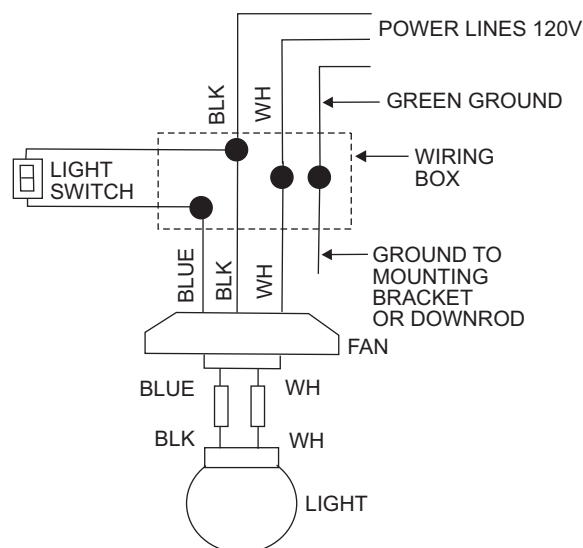 POWER LINES 120V
BLK
WH
GREEN GROUND
LIGHT
SWITCH
WIRING
BOX
BLUE
BLK
WH
GROUND TO
MOUNTING
BRACKET
OR DOWNROD
FAN
BLUE
WH
BLK
WH
LIGHT